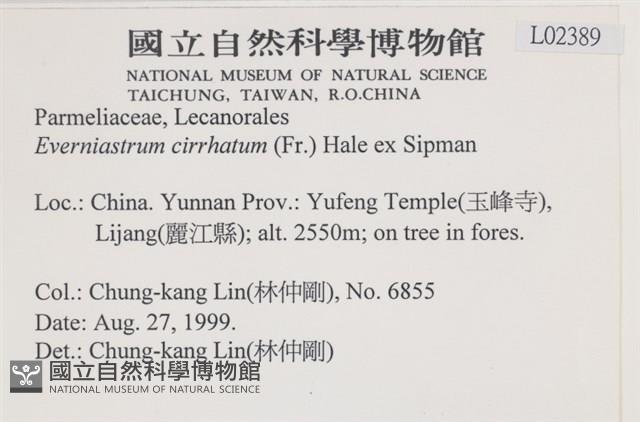 國立自然科學博物館
L02389
NATIONAL MUSEUM OF NATURAL SCIENCE
TAICHUNG, TAIWAN, R.O.CHINA
Parmeliaceae, Lecanorales
Everniastrum cirrhatum (Fr.) Hale ex Sipman
Loc.: China. Yunnan Prov.: Yufeng Temple(玉峰寺),
Lijang(麗江縣); alt. 2550m; on tree in fores.
Col.: Chung-kang Lin(林仲剛), No. 6855
Date: Aug. 27, 1999.
Det.: Chung-kang Lin(林仲剛)
國立自然科學博物館
NATIONAL MUSEUM OF NATURAL SCIENCE